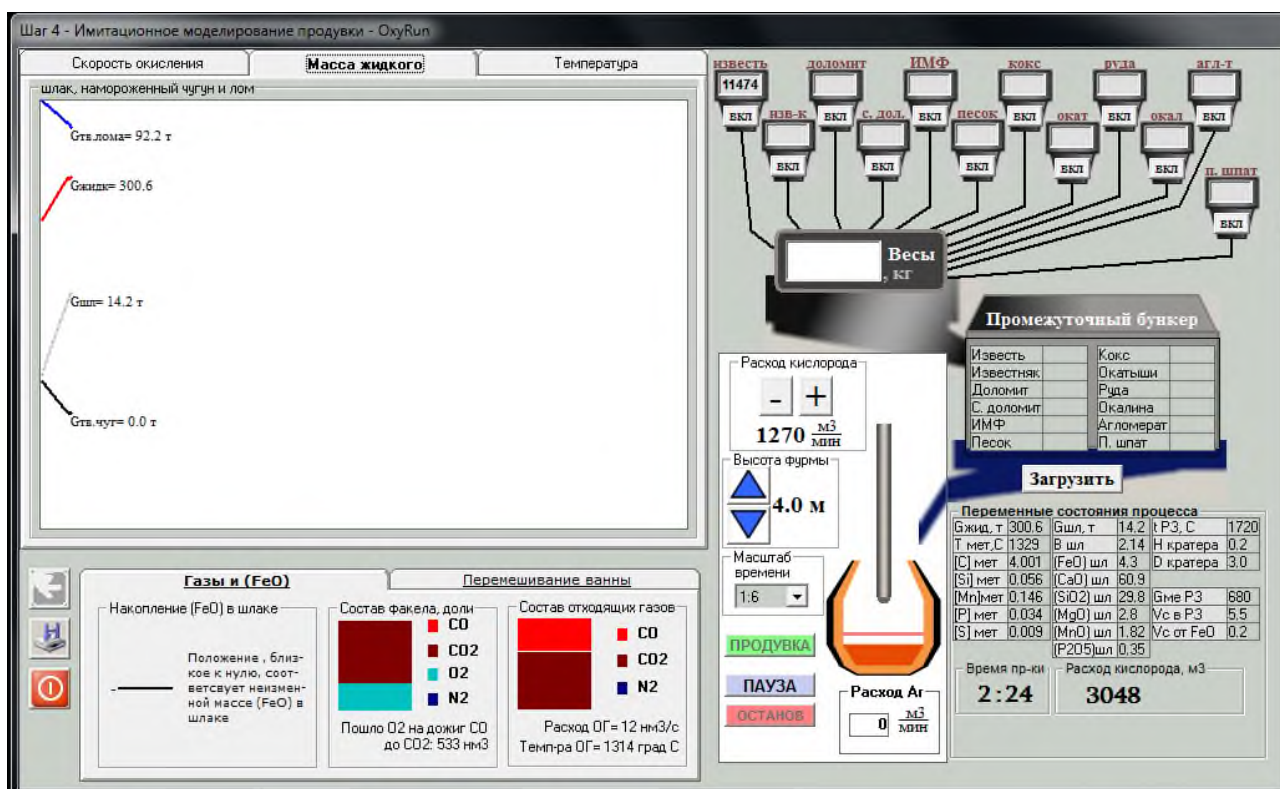 Шаг 4 - Имитационное моделирование продувки - OxyRun
Скорость окисления
Масса жидкого
Температура
шлак, намороженный чугун и лом
Gтв.лома= 92.2 т
Gжидк= 300.6
Gшл= 14.2 т
Gтв.чуг= 0.0 т
известь
доломит
ИМФ
кокс
руда
агл-т
11474
вкл
изв-к
вкл
с. дол.
вкл
песок
вкл
окат
вкл
окал
вкл
вкл
вкл
вкл
вкл
вкл
п. шпат
вкл
Весы
, кг
Промежуточный бункер
Известь Кокс
Известняк Окатыши
Доломит Руда
С. доломит Окалина
ИМФ Агломерат
Песок П. шпат
Загрузить
Расход кислорода
- +
1270 м3
мин
Высота фурмы
4.0 м
Масштаб
времени
1:6
ПРОДУВКА
ПАУЗА
ОСТАНОВ
Расход Ar
0 м3
мин
Переменные состояния процесса
Gжид, т 300.6 Gшл, т 14.2 t РЗ, С 1720
Т мет,С 1329 В шл 2.14 Н кратера 0.2
[C] мет 4.001 (FeO) шл 4.3 D кратера 3.0
[Si] мет 0.056 (CaO) шл 60.9
[Mn]мет 0.146 (SiO2) шл 29.8 Gме РЗ 680
[P] мет 0.034 (MgO) шл 2.8 Vc в РЗ 5.5
[S] мет 0.009 (MnO) шл 1.82 Vc от FeO 0.2
(P2O5)шл 0,35
Время пр-ки
2:24
Расход кислорода, м3
3048
Газы и (FeO)
Перемешивание ванны
Накопление (FeO) в шлаке
Положение , близ-
кое к нулю, соот-
ветсвует неизмен-
ной массе (FeO) в
шлаке
Состав факела, доли
CO
CO2
O2
N2
Пошло O2 на дожиг CO
до CO2: 533 нм3
Состав отходящих газов
CO
CO2
N2
Расход ОГ= 12 нм3/с
Темп-ра ОГ= 1314 град С